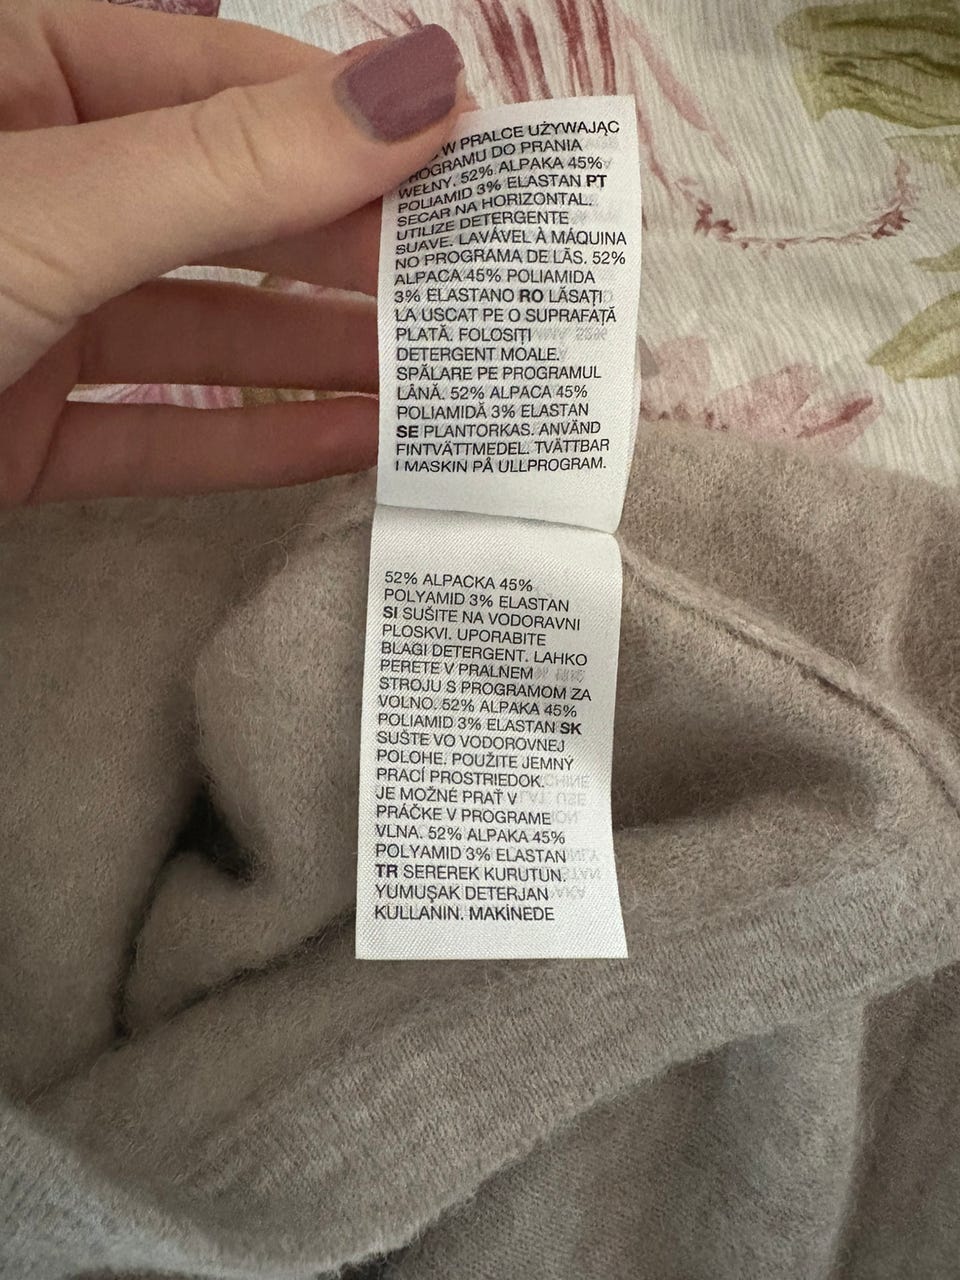 W PRALCE UŻYWAJĄC
PROGRAMU DO PRANIA
WEŁNY. 52% ALPAKA 45%
POLIAMID 3% ELASTAN PT
SECAR NA HORIZONTAL.
UTILIZE DETERGENTE
SUAVE. LAVÁVEL À MÁQUINA
NO PROGRAMA DE LÃS. 52%
ALPACA 45% POLIAMIDA
3% ELASTANO RO LĂSAȚI
LA USCAT PE O SUPRAFAȚĂ
PLATĂ. FOLOSIȚI
DETERGENT MOALE.
SPĂLARE PE PROGRAMUL
LÂNĂ. 52% ALPACA 45%
POLIAMIDĂ 3% ELASTAN
SE PLANTORKAS. ANVÄND
FINTVÄTTMEDEL. TVÄTTBAR
I MASKIN PÅ ULLPROGRAM.
52% ALPACKA 45%
POLYAMID 3% ELASTAN
SI SUŠITE NA VODORAVNI
PLOSKVI. UPORABITE
BLAGI DETERGENT. LAHKO
PERETE V PRALNEM
STROJU S PROGRAMOM ZA
VOLNO. 52% ALPAKA 45%
POLIAMID 3% ELASTAN SK
SUŠTE VO VODOROVNEJ
POLOHE. POUŽITE JEMNÝ
PRACÍ PROSTRIEDOK.
JE MOŽNÉ PRAŤ V
PRÁČKE V PROGRAME
VLNA. 52% ALPAKA 45%
POLYAMID 3% ELASTAN
TR SEREREK KURUTUN.
YUMUŞAK DETERJAN
KULLANIN. MAKİNEDE